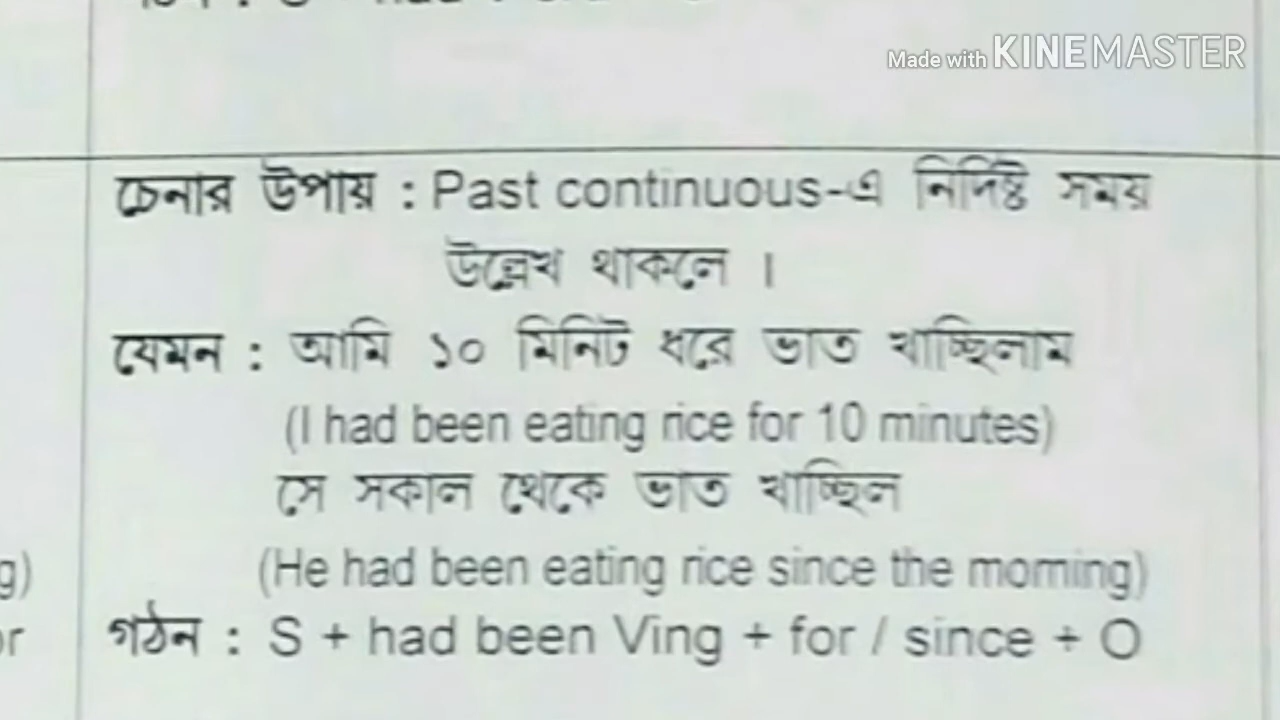 Made with KINEMASTER
চেনার উপায় : Past continuous-এ নির্দিষ্ট সময়
উল্লেখ থাকলে ।
যেমন : আমি ১০ মিনিট ধরে ভাত খাচ্ছিলাম
(I had been eating rice for 10 minutes)
সে সকাল থেকে ভাত খাচ্ছিল
(He had been eating rice since the morning)
গঠন : S + had been Ving + for / since + O